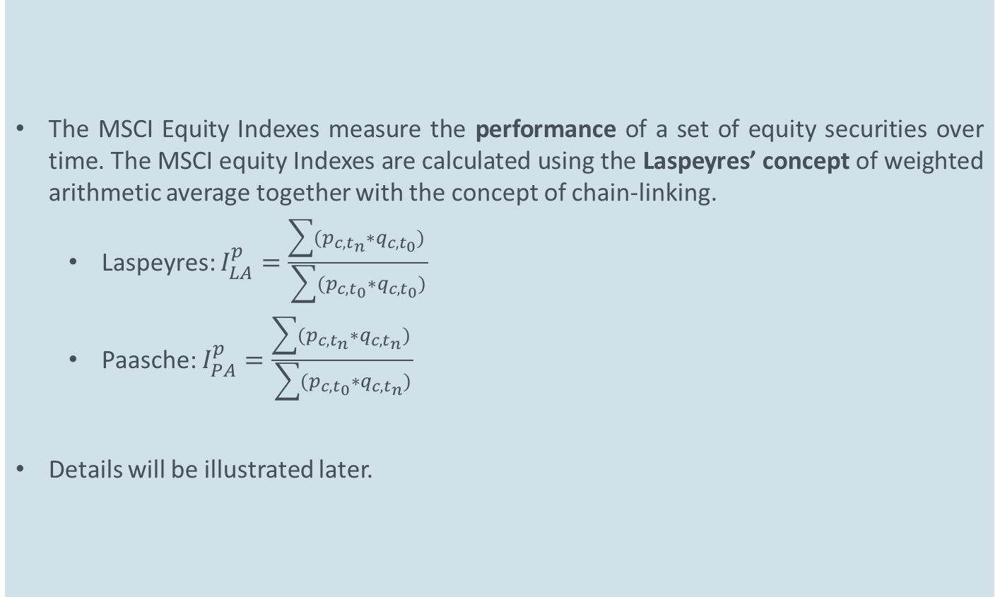 • The MSCI Equity Indexes measure the performance of a set of equity securities over
time. The MSCI equity Indexes are calculated using the Laspeyres’ concept of weighted
arithmetic average together with the concept of chain-linking.
• Laspeyres: $I_{LA}^{p} = \frac{\sum (p_{c,t_n} * q_{c,t_0})}{\sum (p_{c,t_0} * q_{c,t_0})}$
• Paasche: $I_{PA}^{p} = \frac{\sum (p_{c,t_n} * q_{c,t_n})}{\sum (p_{c,t_0} * q_{c,t_n})}$
• Details will be illustrated later.